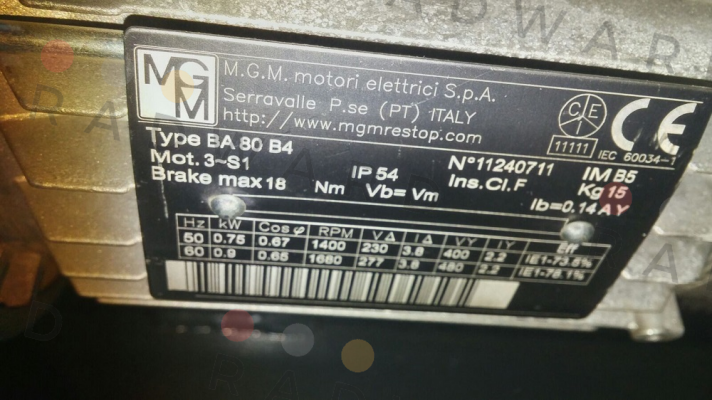 MGM
M.G.M. motori elettrici S.p.A.
Serravalle P.se (PT) ITALY
http://www.mgmrestop.com
CE
11111 IEC 60034-1
Type BA 80 B4
Mot. 3~S1 IP 54 N°11240711 IM B5
Brake max 18 Nm Vb= Vm Ins.Cl.F Kg 15
Ib=0.14 A Y
Hz kW Cos φ RPM V∆ I∆ VY IY Eff
50 0.75 0.67 1400 230 3.8 400 2.2 IE1-73.5%
60 0.9 0.65 1680 277 3.8 480 2.2 IE1-78.1%